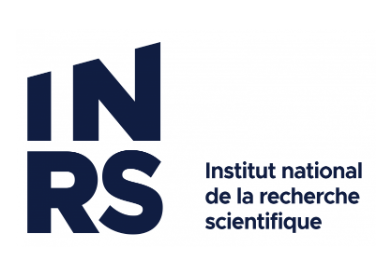 IN
RS
Institut national
de la recherche
scientifique